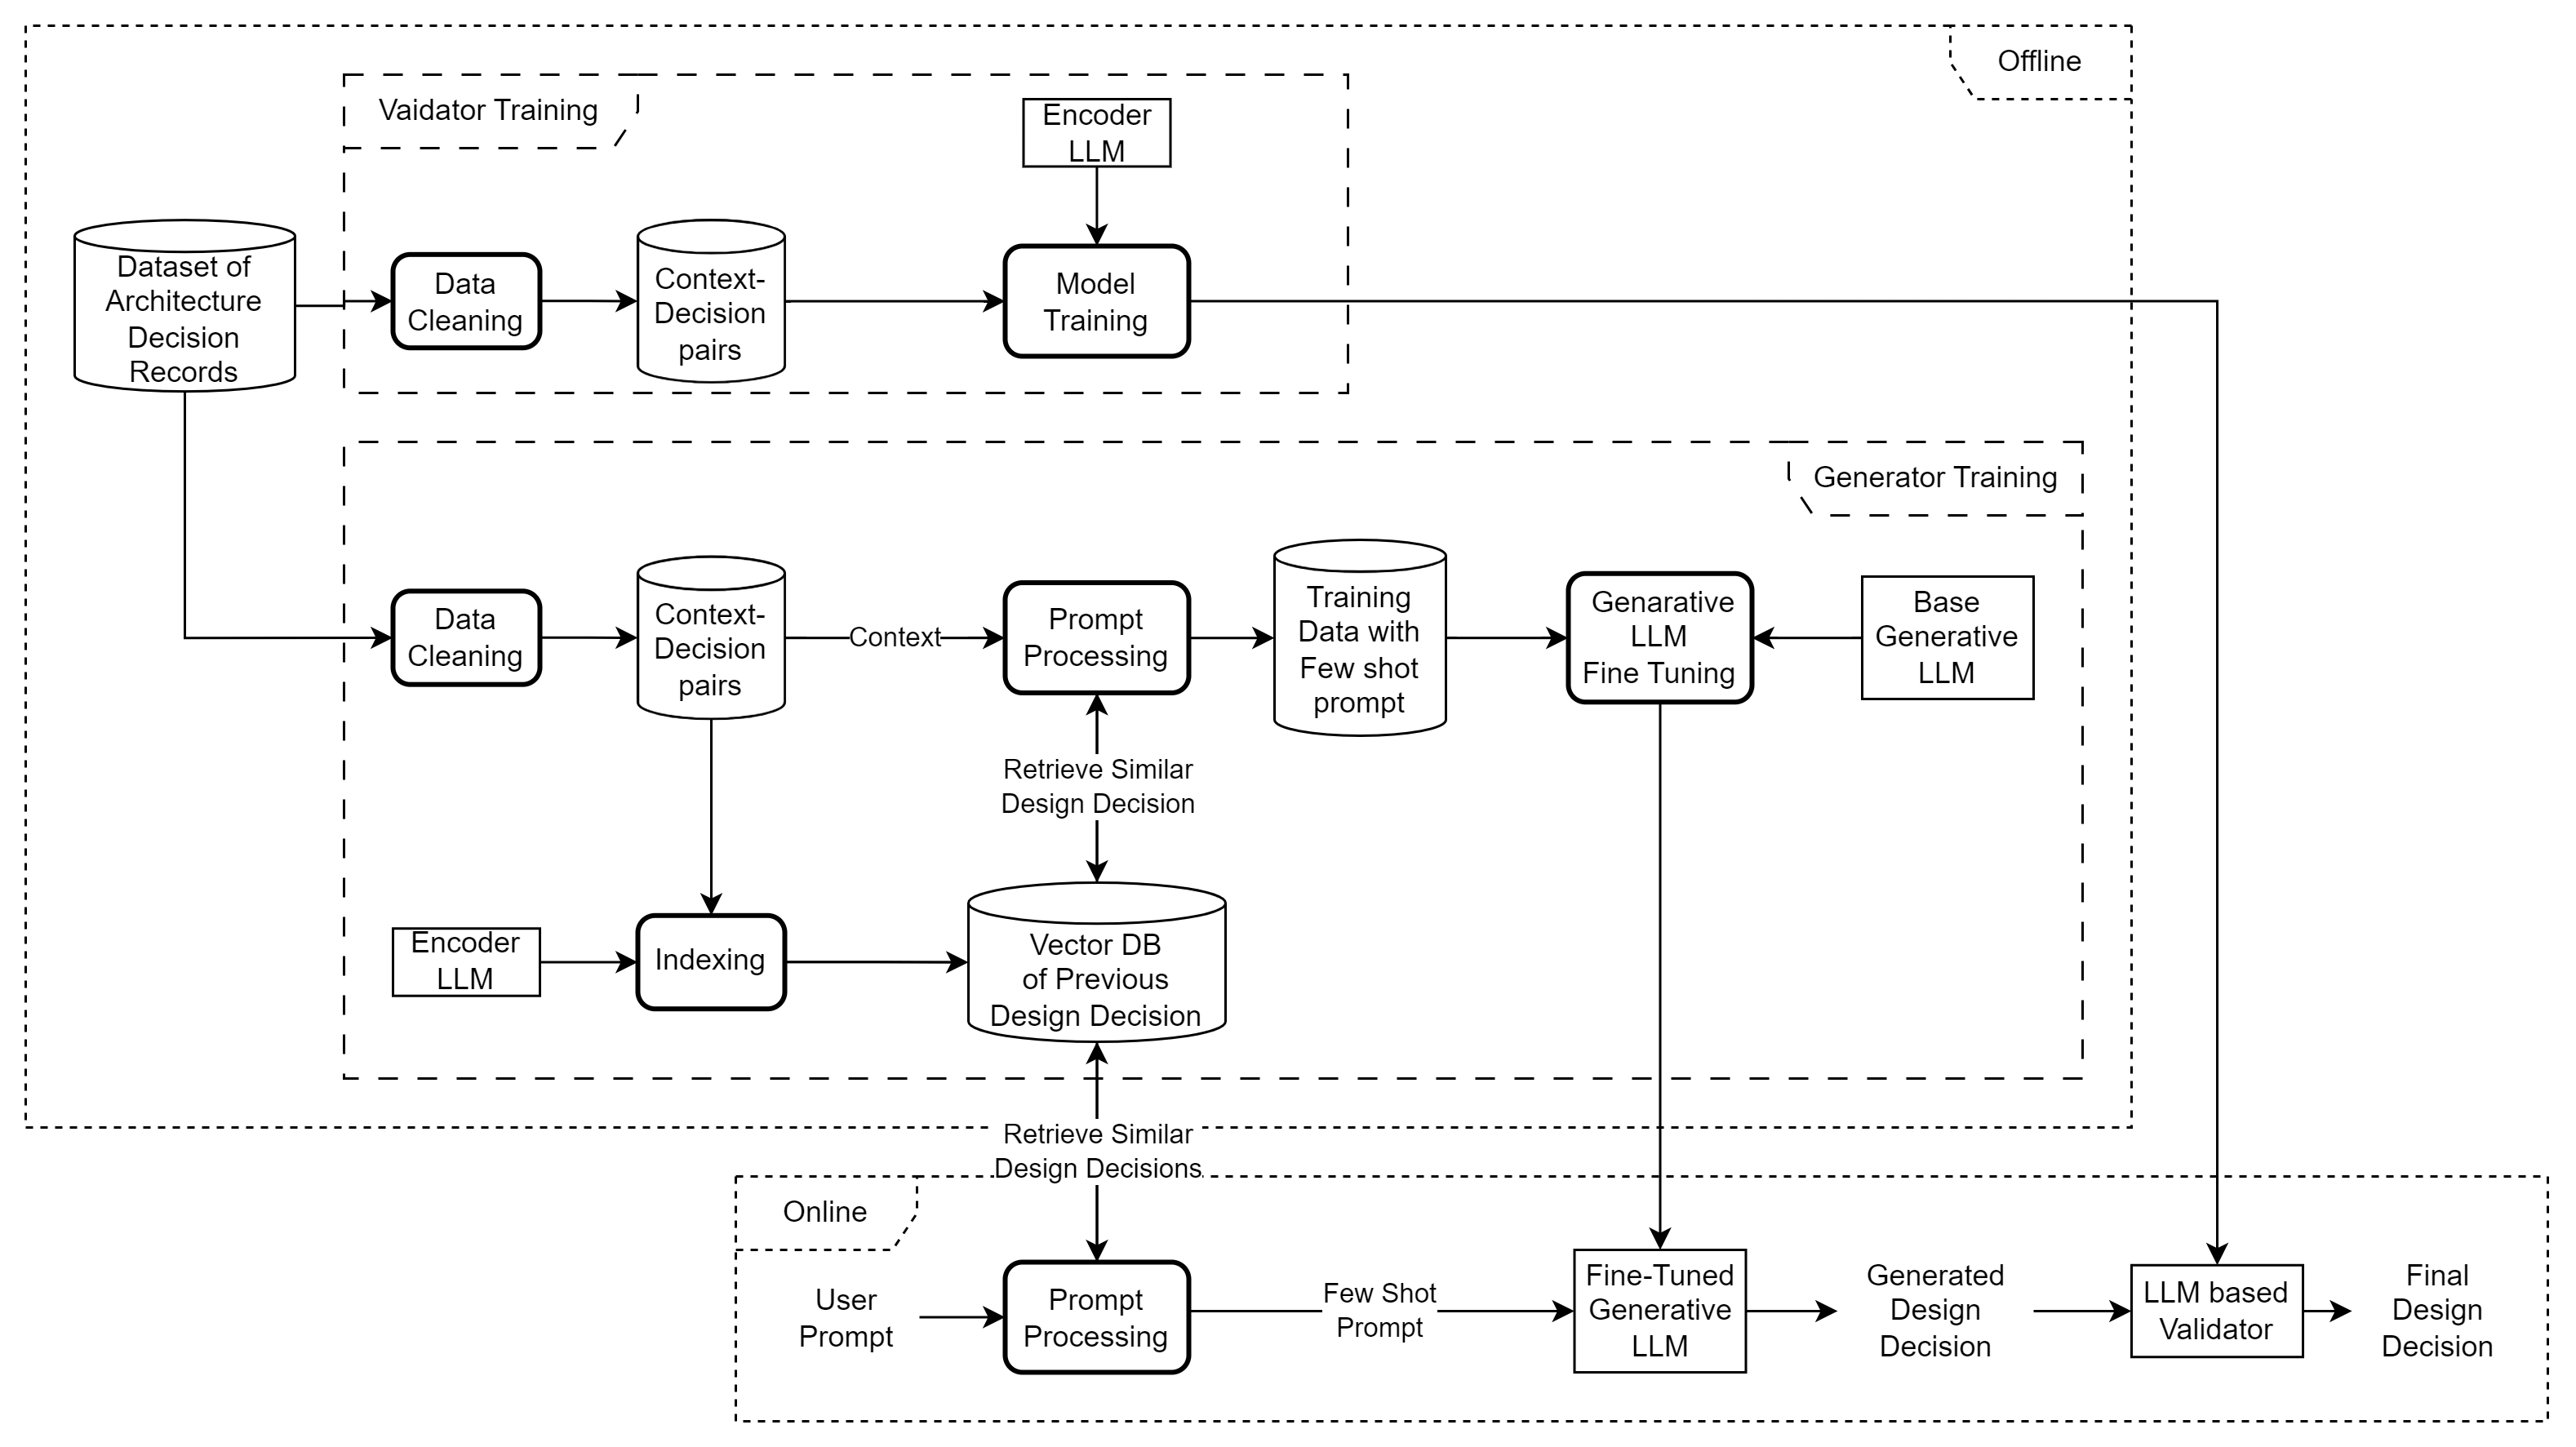 Offline
Vaidator Training
Encoder
LLM
Dataset of
Architecture
Decision
Records
Data
Cleaning
Context-
Decision
pairs
Model
Training
Generator Training
Data
Cleaning
Context-
Decision
pairs
Context
Prompt
Processing
Training
Data with
Few shot
prompt
Genarative
LLM
Fine Tuning
Base
Generative
LLM
Retrieve Similar
Design Decision
Encoder
LLM
Indexing
Vector DB
of Previous
Design Decision
Retrieve Similar
Design Decisions
Online
User
Prompt
Prompt
Processing
Few Shot
Prompt
Fine-Tuned
Generative
LLM
Generated
Design
Decision
LLM based
Validator
Final
Design
Decision